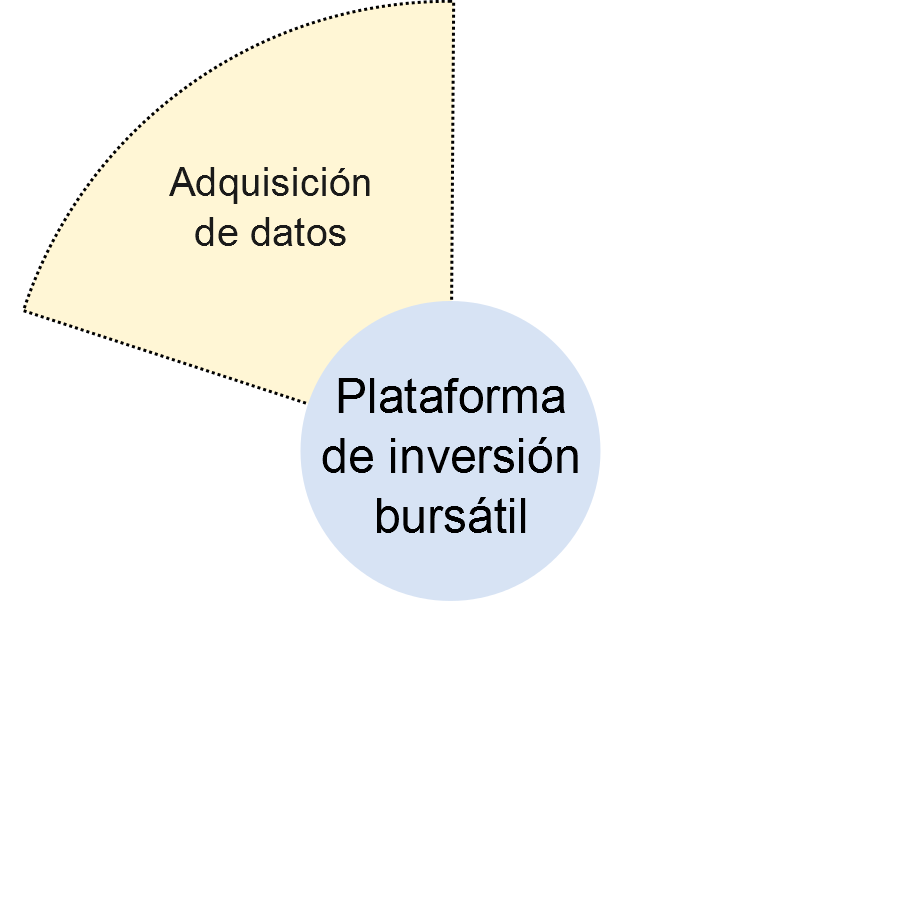 Adquisición
de datos
Plataforma
de inversión
bursátil